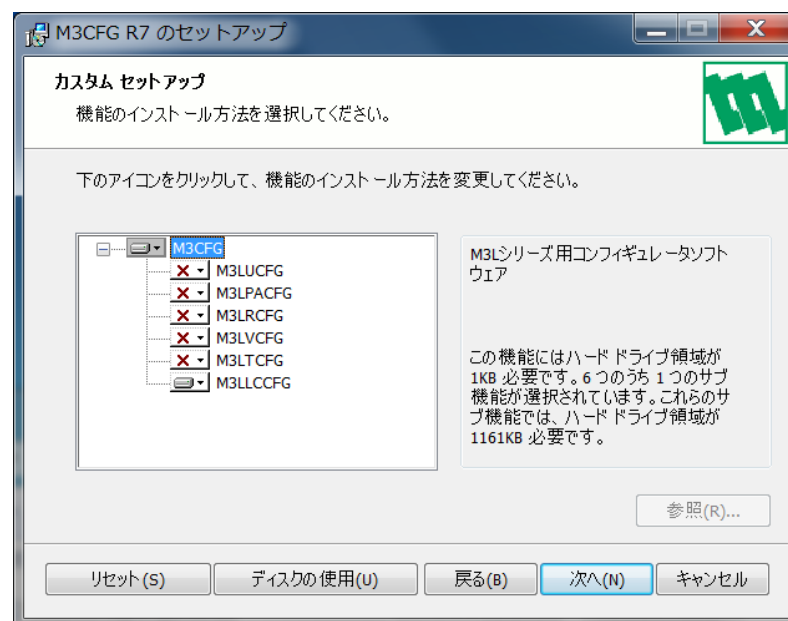 M3CFG R7 のセットアップ
カスタム セットアップ
機能のインストール方法を選択してください。
下のアイコンをクリックして、機能のインストール方法を変更してください。
M3CFG
M3LUCFG
M3LPACFG
M3LRCFG
M3LVCFG
M3LTCFG
M3LLCCFG
M3Lシリーズ用コンフィギュレータソフト
ウェア
この機能にはハード ドライブ領域が
1KB 必要です。6 つのうち 1 つのサブ
機能が選択されています。これらのサ
ブ機能では、ハード ドライブ領域が
1161KB 必要です。
参照(R)...
リセット(S)
ディスクの使用(U)
戻る(B)
次へ(N)
キャンセル